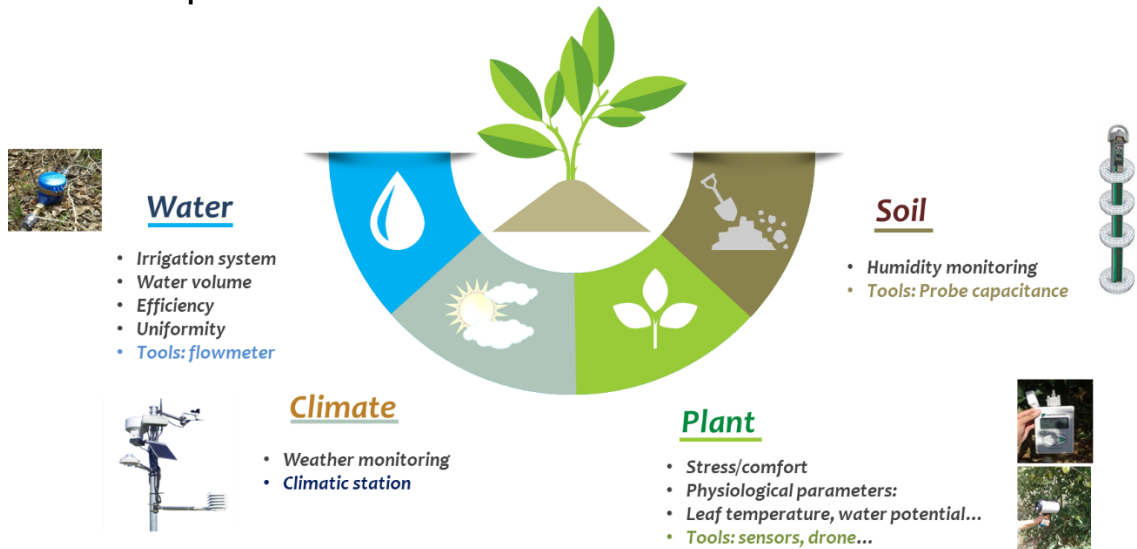 Water
• Irrigation system
• Water volume
• Efficiency
• Uniformity
• Tools: flowmeter
Climate
• Weather monitoring
• Climatic station
Soil
• Humidity monitoring
• Tools: Probe capacitance
Plant
• Stress/comfort
• Physiological parameters:
• Leaf temperature, water potential...
• Tools: sensors, drone...